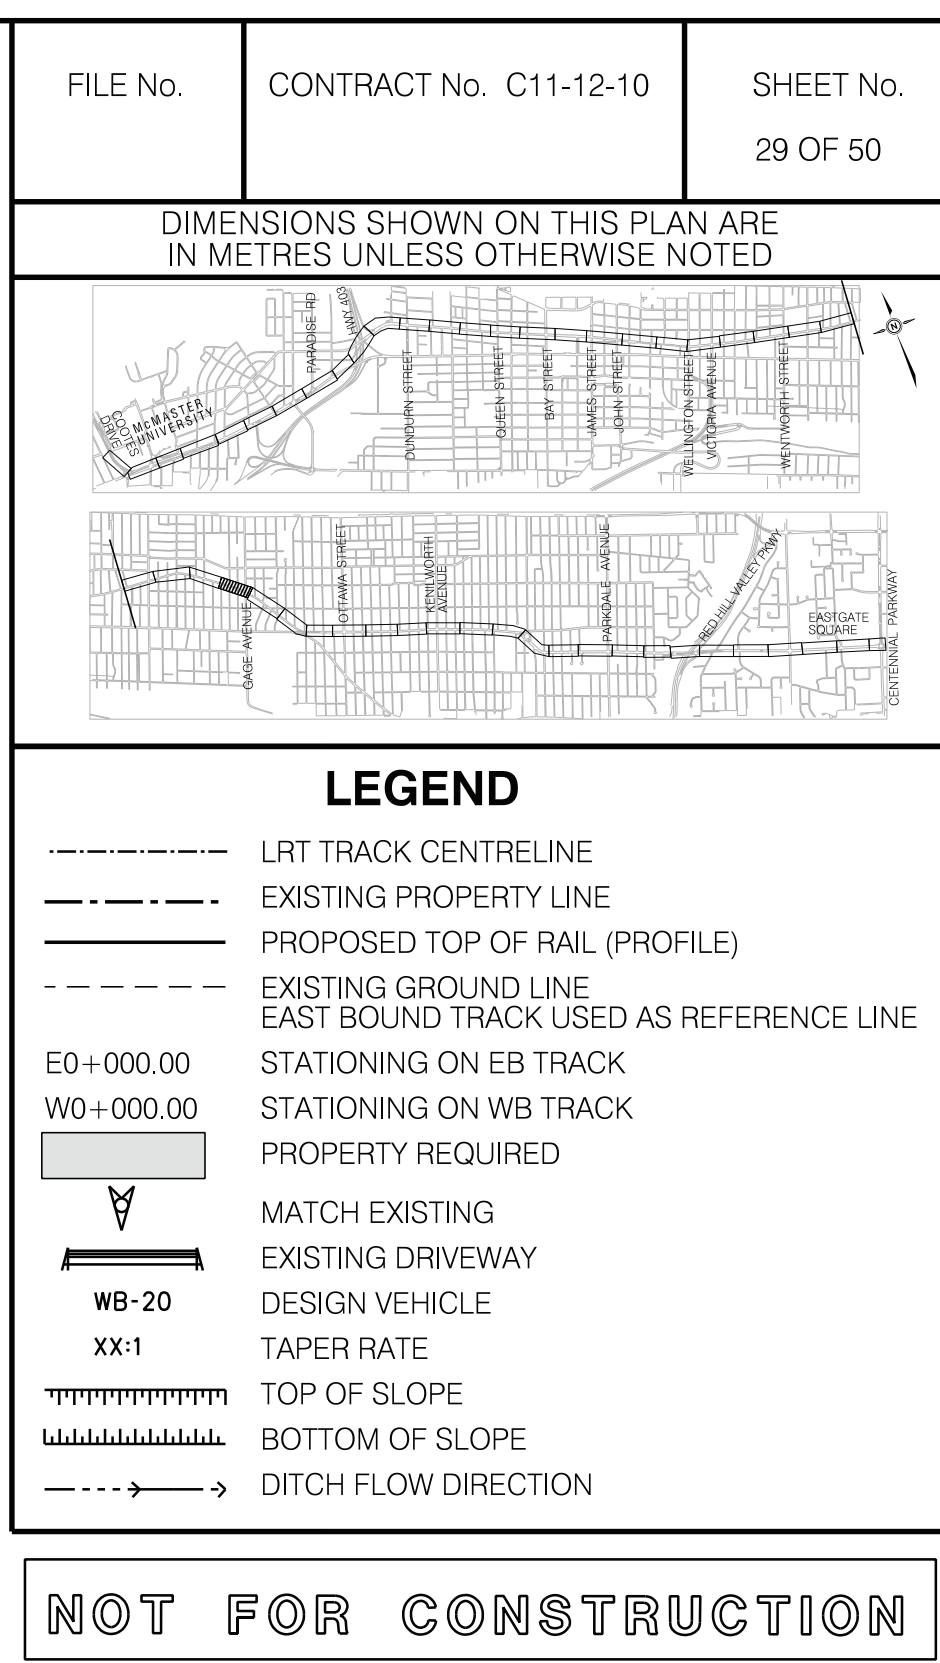 FILE No.
CONTRACT No. C11-12-10
SHEET No.
29 OF 50
DIMENSIONS SHOWN ON THIS PLAN ARE
IN METRES UNLESS OTHERWISE NOTED
COOTES
DRIVE
McMASTER
UNIVERSITY
PARADISE RD
HWY 403
DUNDURN STREET
QUEEN STREET
BAY STREET
JAMES STREET
JOHN STREET
WELLINGTON STREET
VICTORIA AVENUE
WENTWORTH STREET
N
GAGE AVENUE
OTTAWA STREET
KENILWORTH
AVENUE
PARKDALE AVENUE
RED HILL VALLEY PKWY
EASTGATE
SQUARE
CENTENNIAL PARKWAY
LEGEND
LRT TRACK CENTRELINE
EXISTING PROPERTY LINE
PROPOSED TOP OF RAIL (PROFILE)
EXISTING GROUND LINE
EAST BOUND TRACK USED AS REFERENCE LINE
E0+000.00 STATIONING ON EB TRACK
W0+000.00 STATIONING ON WB TRACK
PROPERTY REQUIRED
MATCH EXISTING
EXISTING DRIVEWAY
WB-20 DESIGN VEHICLE
XX:1 TAPER RATE
TOP OF SLOPE
BOTTOM OF SLOPE
DITCH FLOW DIRECTION
NOT FOR CONSTRUCTION